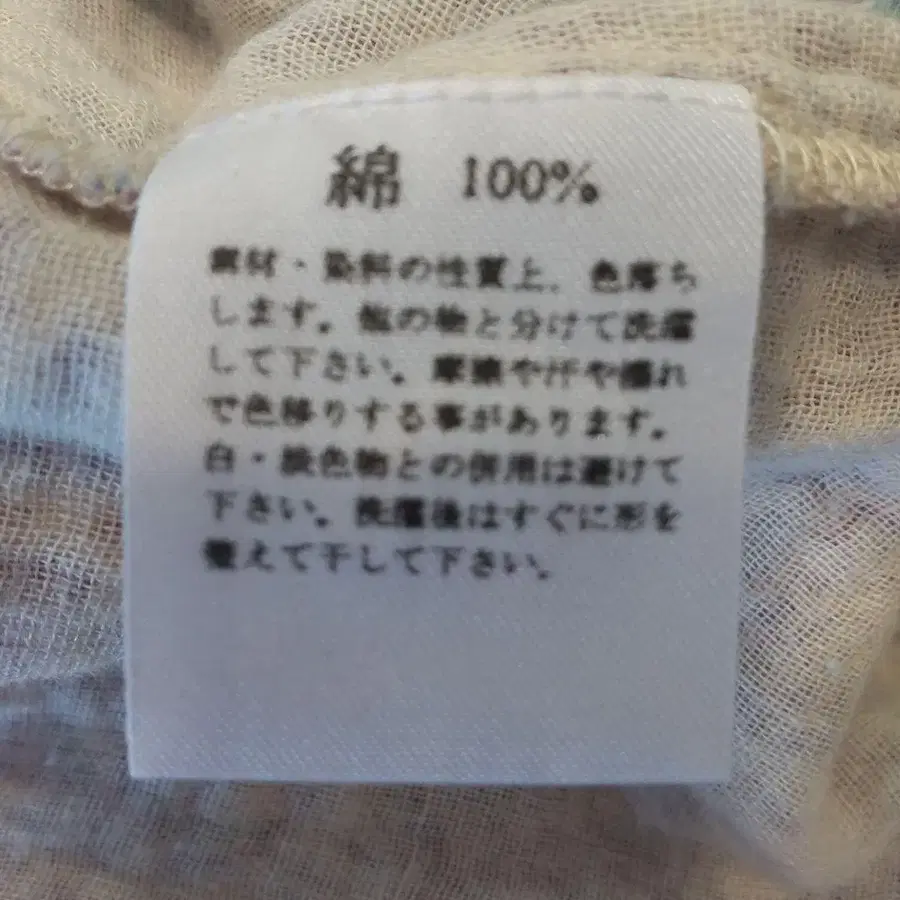 綿 100%
素材・染料の性質上、色落ち
します。他の物と分けて洗濯
して下さい。摩擦や汗や濡れ
で色移りする事があります。
白・淡色物との併用は避けて
下さい。洗濯後はすぐに形を
整えて干して下さい。